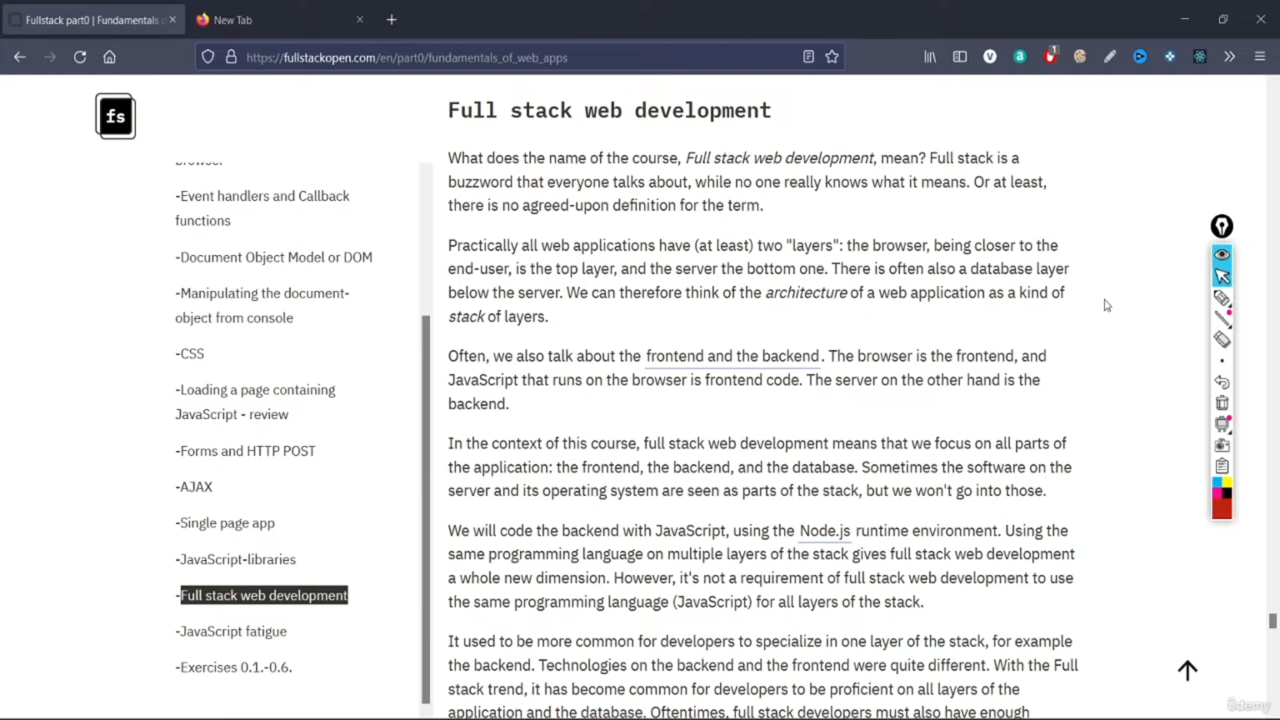 Fullstack part0 | Fundamentals
New Tab
https://fullstackopen.com/en/part0/fundamentals_of_web_apps
fs
-Event handlers and Callback
functions
-Document Object Model or DOM
-Manipulating the document-
object from console
-CSS
-Loading a page containing
JavaScript - review
-Forms and HTTP POST
-AJAX
-Single page app
-JavaScript-libraries
-Full stack web development
-JavaScript fatigue
-Exercises 0.1.-0.6.
Full stack web development
What does the name of the course, Full stack web development, mean? Full stack is a
buzzword that everyone talks about, while no one really knows what it means. Or at least,
there is no agreed-upon definition for the term.
Practically all web applications have (at least) two "layers": the browser, being closer to the
end-user, is the top layer, and the server the bottom one. There is often also a database layer
below the server. We can therefore think of the architecture of a web application as a kind of
stack of layers.
Often, we also talk about the frontend and the backend. The browser is the frontend, and
JavaScript that runs on the browser is frontend code. The server on the other hand is the
backend.
In the context of this course, full stack web development means that we focus on all parts of
the application: the frontend, the backend, and the database. Sometimes the software on the
server and its operating system are seen as parts of the stack, but we won't go into those.
We will code the backend with JavaScript, using the Node.js runtime environment. Using the
same programming language on multiple layers of the stack gives full stack web development
a whole new dimension. However, it's not a requirement of full stack web development to use
the same programming language (JavaScript) for all layers of the stack.
It used to be more common for developers to specialize in one layer of the stack, for example
the backend. Technologies on the backend and the frontend were quite different. With the Full
stack trend, it has become common for developers to be proficient on all layers of the
application and the database. Oftentimes, full stack developers must also have enough
Udemy